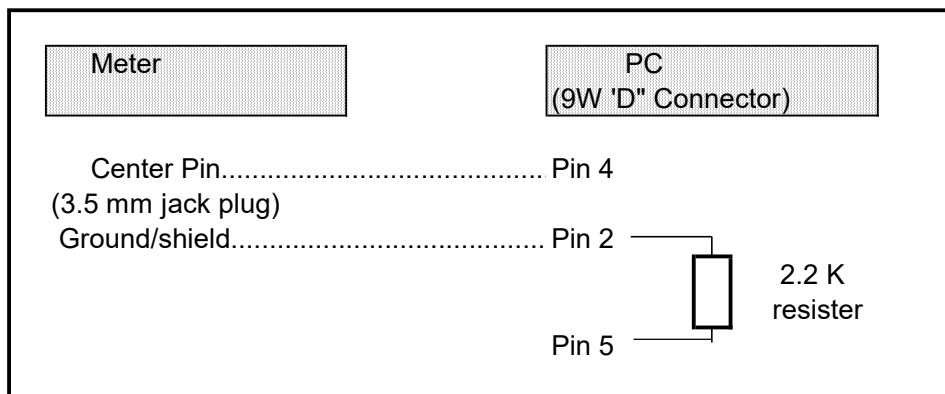 Meter
PC
(9W 'D" Connector)
Center Pin.......................................... Pin 4
(3.5 mm jack plug)
Ground/shield......................................... Pin 2
2.2 K
resister
Pin 5